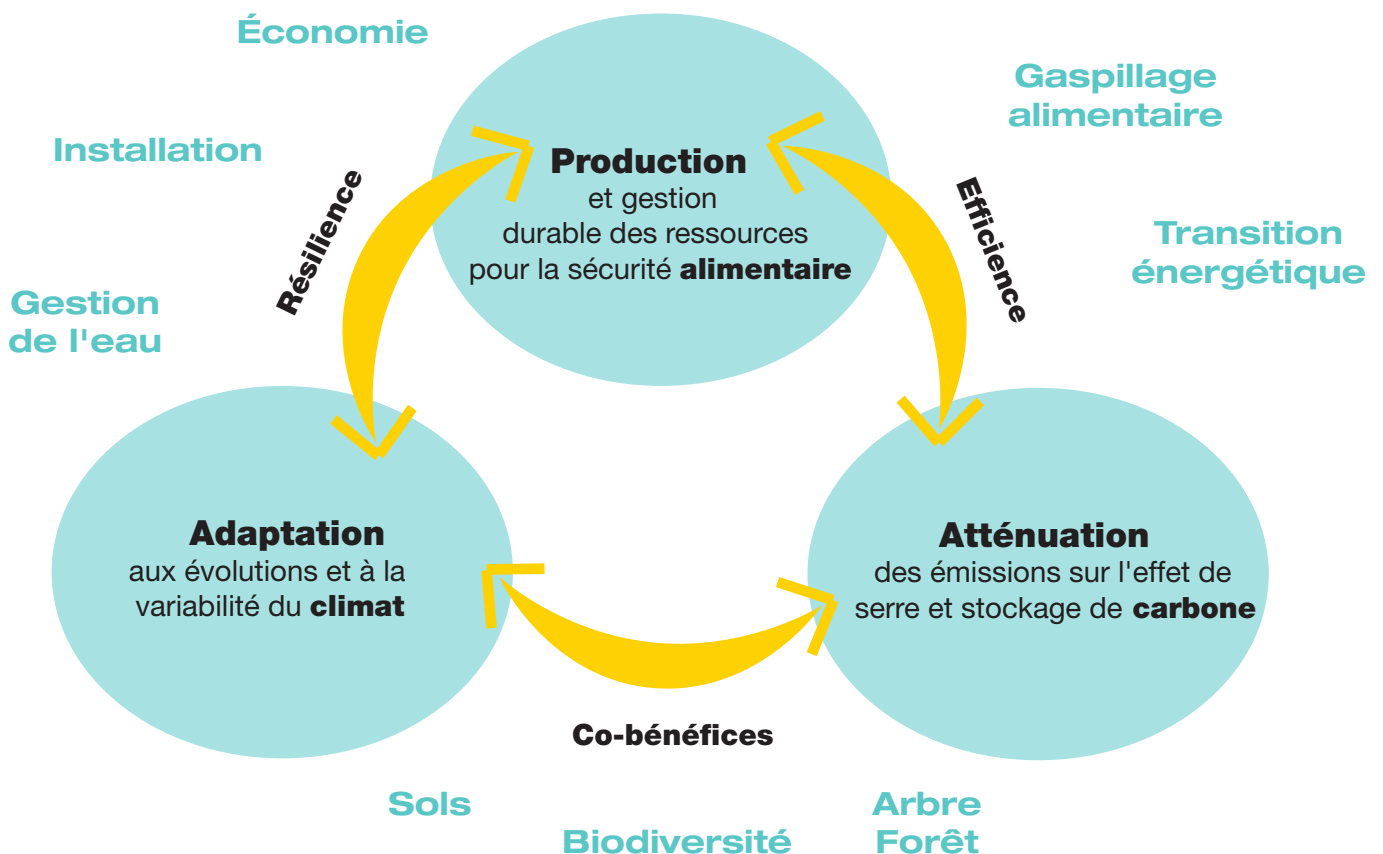 Économie
Gaspillage
alimentaire
Installation
Transition
énergétique
Gestion
de l'eau
Résilience
Efficience
Production
et gestion
durable des ressources
pour la sécurité alimentaire
Adaptation
aux évolutions et à la
variabilité du climat
Atténuation
des émissions sur l'effet de
serre et stockage de carbone
Co-bénéfices
Sols
Biodiversité
Arbre
Forêt